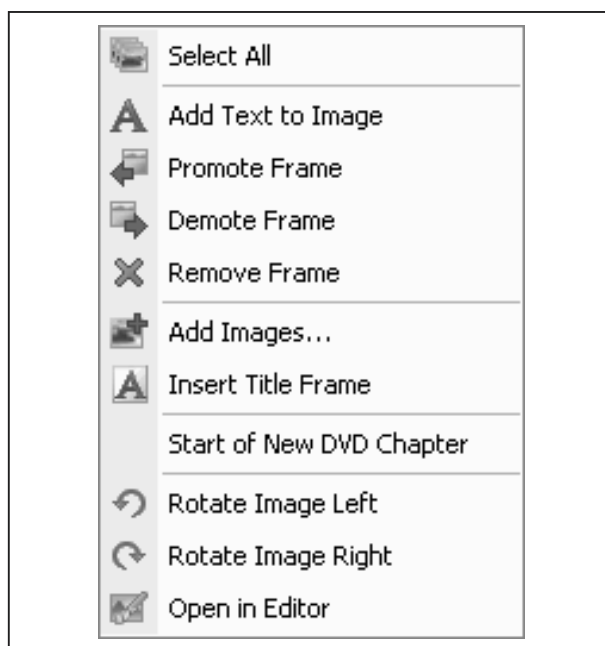 Select All
Add Text to Image
Promote Frame
Demote Frame
Remove Frame
Add Images...
Insert Title Frame
Start of New DVD Chapter
Rotate Image Left
Rotate Image Right
Open in Editor